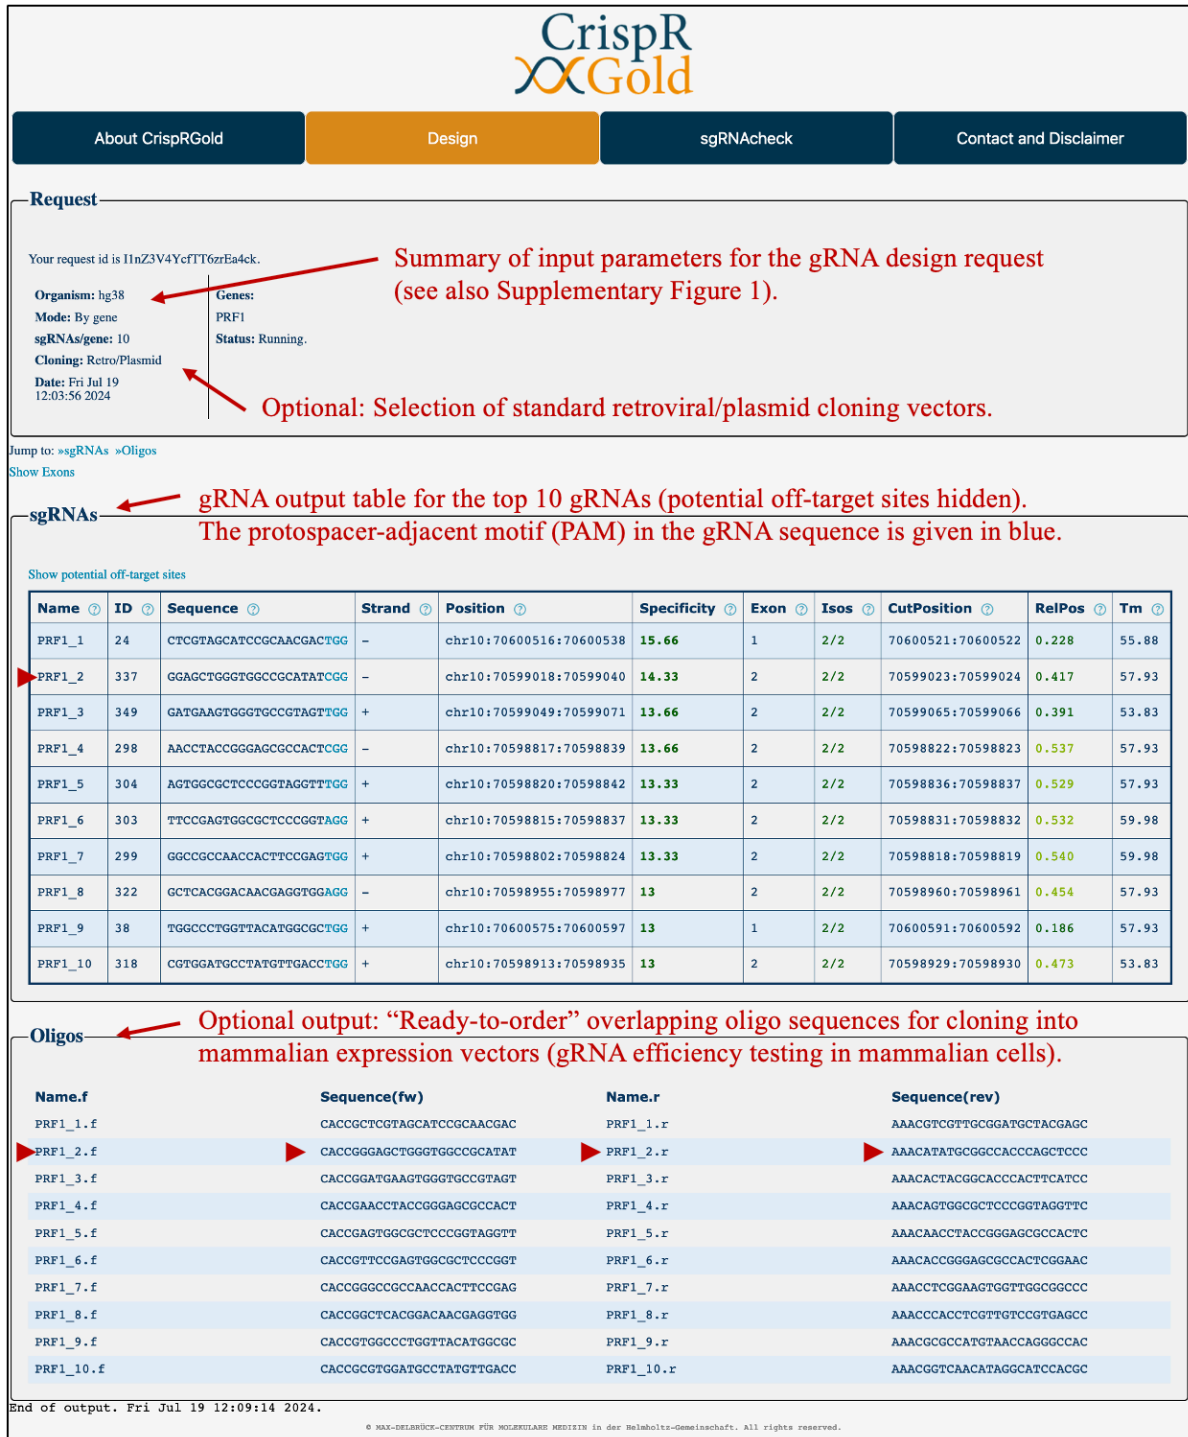 CrispR
Gold
About CrispRGold
Design
sgRNAcheck
Contact and Disclaimer
Request
Your request id is I1nZ3V4YcfTT6zrEa4ck.
Summary of input parameters for the gRNA design request
(see also Supplementary Figure 1).
Organism: hg38
Genes:
Mode: By gene
PRF1
sgRNAs/gene: 10
Status: Running.
Cloning: Retro/Plasmid
Date: Fri Jul 19
12:03:56 2024
Optional: Selection of standard retroviral/plasmid cloning vectors.
Jump to: »sgRNAs »Oligos
Show Exons
gRNA output table for the top 10 gRNAs (potential off-target sites hidden).
sgRNAs
The protospacer-adjacent motif (PAM) in the gRNA sequence is given in blue.
Show potential off-target sites
Name ? ID ? Sequence ? Strand ? Position ? Specificity ? Exon ? Isos ? CutPosition ? RelPos ? Tm ?
PRF1_1 24 CTCGTAGCATCCGCAACGACTGG - chr10:70600516:70600538 15.66 1 2/2 70600521:70600522 0.228 55.88
PRF1_2 337 GGAGCTGGGTGGCCGCATATCGG - chr10:70599018:70599040 14.33 2 2/2 70599023:70599024 0.417 57.93
PRF1_3 349 GATGAAGTGGGTGCCGTAGTTGG + chr10:70599049:70599071 13.66 2 2/2 70599065:70599066 0.391 53.83
PRF1_4 298 AACCTACCGGGAGCGCCACTCGG - chr10:70598817:70598839 13.66 2 2/2 70598822:70598823 0.537 57.93
PRF1_5 304 AGTGGCGCTCCCGGTAGGTTTGG + chr10:70598820:70598842 13.33 2 2/2 70598836:70598837 0.529 57.93
PRF1_6 303 TTCCGAGTGGCGCTCCCGGTAGG + chr10:70598815:70598837 13.33 2 2/2 70598831:70598832 0.532 59.98
PRF1_7 299 GGCCGCCAACCACTTCCGAGTGG + chr10:70598802:70598824 13.33 2 2/2 70598818:70598819 0.540 59.98
PRF1_8 322 GCTCACGGACAACGAGGTGGAGG - chr10:70598955:70598977 13 2 2/2 70598960:70598961 0.454 57.93
PRF1_9 38 TGGCCCTGGTTACATGGCGCTGG + chr10:70600575:70600597 13 1 2/2 70600591:70600592 0.186 57.93
PRF1_10 318 CGTGGATGCCTATGTTGACCTGG + chr10:70598913:70598935 13 2 2/2 70598929:70598930 0.473 53.83
Optional output: “Ready-to-order” overlapping oligo sequences for cloning into
Oligos
mammalian expression vectors (gRNA efficiency testing in mammalian cells).
Name.f Sequence(fw) Name.r Sequence(rev)
PRF1_1.f CACCGCTCGTAGCATCCGCAACGAC PRF1_1.r AAACGTCGTTGCGGATGCTACGAGC
PRF1_2.f CACCGGGAGCTGGGTGGCCGCATAT PRF1_2.r AAACATATGCGGCCACCCAGCTCCC
PRF1_3.f CACCGGATGAAGTGGGTGCCGTAGT PRF1_3.r AAACACTACGGCACCCACTTCATCC
PRF1_4.f CACCGAACCTACCGGGAGCGCCACT PRF1_4.r AAACAGTGGCGCTCCCGGTAGGTTC
PRF1_5.f CACCGAGTGGCGCTCCCGGTAGGTT PRF1_5.r AAACAACCTACCGGGAGCGCCACTC
PRF1_6.f CACCGTTCCGAGTGGCGCTCCCGGT PRF1_6.r AAACACCGGGAGCGCCACTCGGAAC
PRF1_7.f CACCGGGCCGCCAACCACTTCCGAG PRF1_7.r AAACCTCGGAAGTGGTTGGCGGCCC
PRF1_8.f CACCGGCTCACGGACAACGAGGTGG PRF1_8.r AAACCCACCTCGTTGTCCGTGAGCC
PRF1_9.f CACCGTGGCCCTGGTTACATGGCGC PRF1_9.r AAACGCGCCATGTAACCAGGGCCAC
PRF1_10.f CACCGCGTGGATGCCTATGTTGACC PRF1_10.r AAACGGTCAACATAGGCATCCACGC
End of output. Fri Jul 19 12:09:14 2024.
© MAX-DELBRÜCK-CENTRUM FÜR MOLEKULARE MEDIZIN in der Helmholtz-Gemeinschaft. All rights reserved.